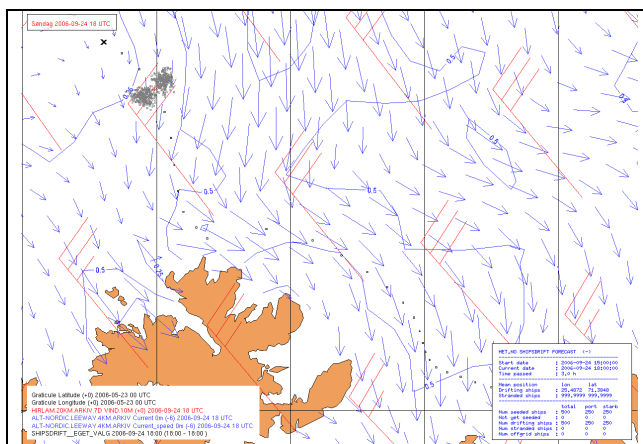 Søndag 2006-09-24 18 UTC
0.5
0.5
0.25
0.5
0.5
0.5
0.5
0.25
MET.NO SHIPSDRIFT FORECAST (-)
Start date : 2006-09-24 15:00:00
Current date : 2006-09-24 18:00:00
Time passed : 3.0 h
Mean position lon lat
Drifting ships : 25.4872 71.3848
Stranded ships : 999.9999 999.9999
total port starb
Num seeded ships : 500 250 250
Not yet seeded : 0 0 0
Num drifting ships : 500 250 250
Num stranded ships : 0 0 0
Num offgrid ships : 0 0 0
Graticule Latitude (+0) 2006-05-23 00 UTC
Graticule Longitude (+0) 2006-05-23 00 UTC
HIRLAM.20KM.ARKIV 7D VIND.10M (+0) 2006-09-24 18 UTC
ALT-NORDIC LEEWAY 4KM.ARKIV Current 0m (-6) 2006-09-24 18 UTC
ALT-NORDIC LEEWAY 4KM.ARKIV Current_speed 0m (-6) 2006-09-24 18 UTC
SHIPSDRIFT__EGET_VALG 2006-09-24 18:00 (18:00 - 18:00 )